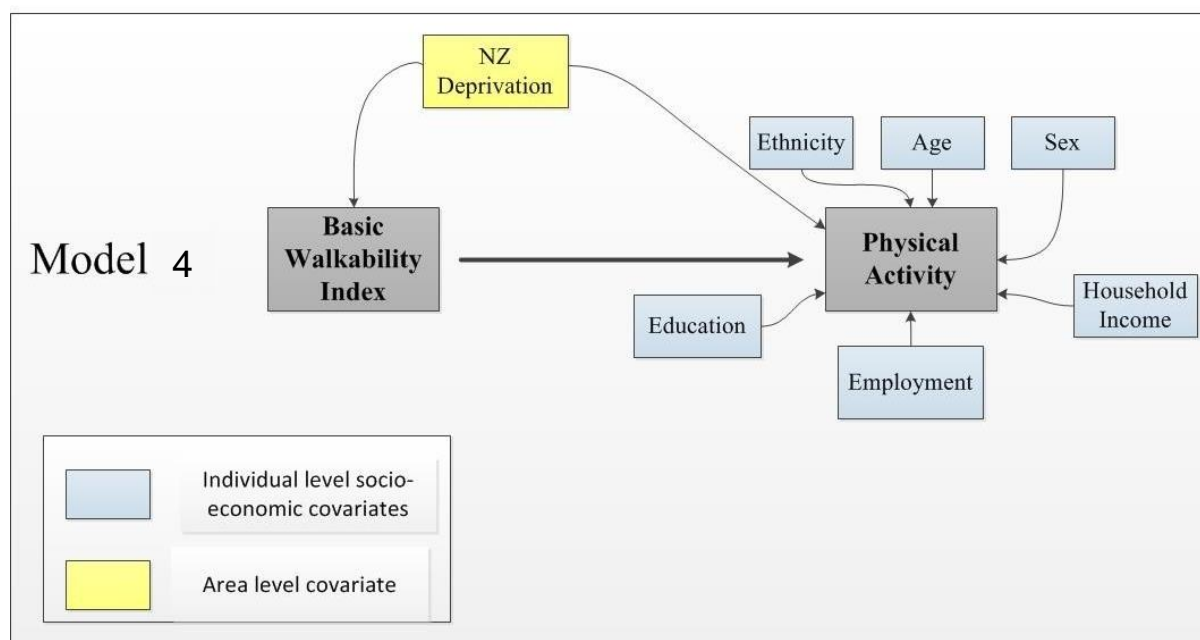 NZ
Deprivation
Ethnicity
Age
Sex
Basic
Walkability
Index
Physical
Activity
Model 4
Household
Income
Education
Employment
Individual level socio-
economic covariates
Area level covariate